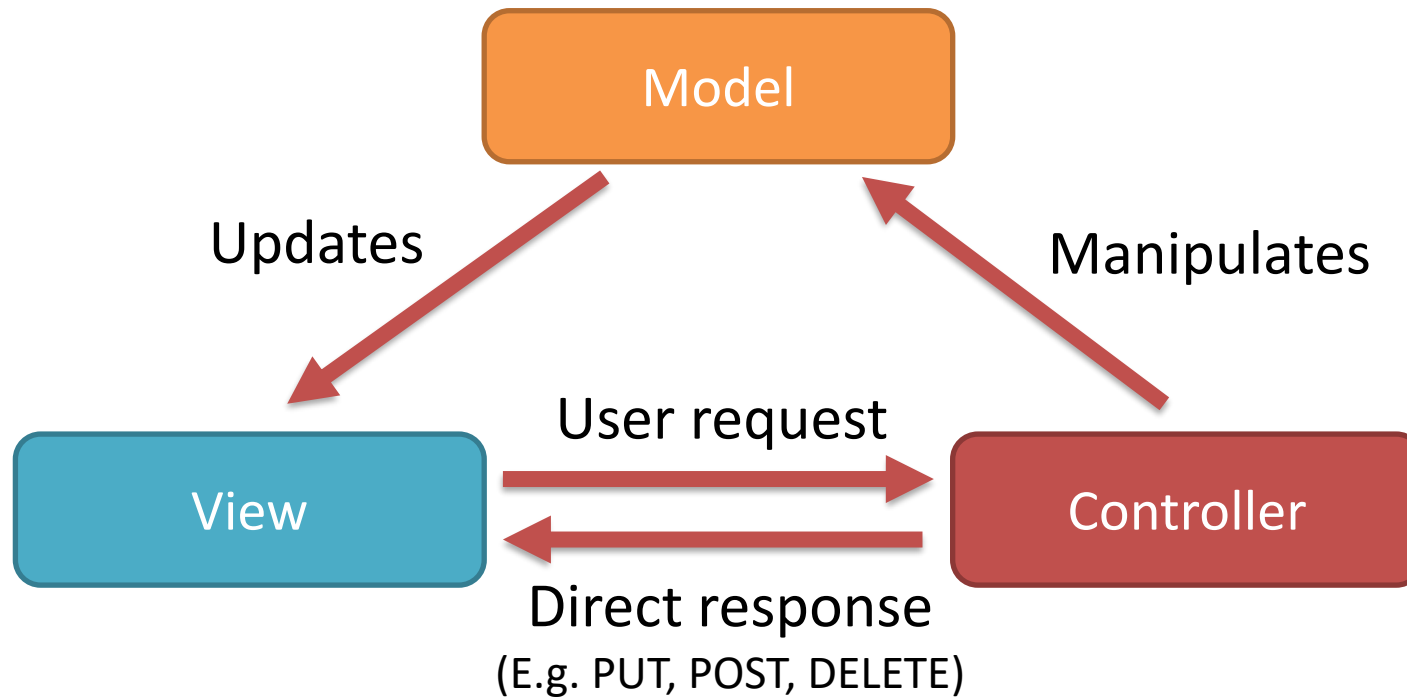 Model
Updates
Manipulates
User request
View
Controller
Direct response
(E.g. PUT, POST, DELETE)